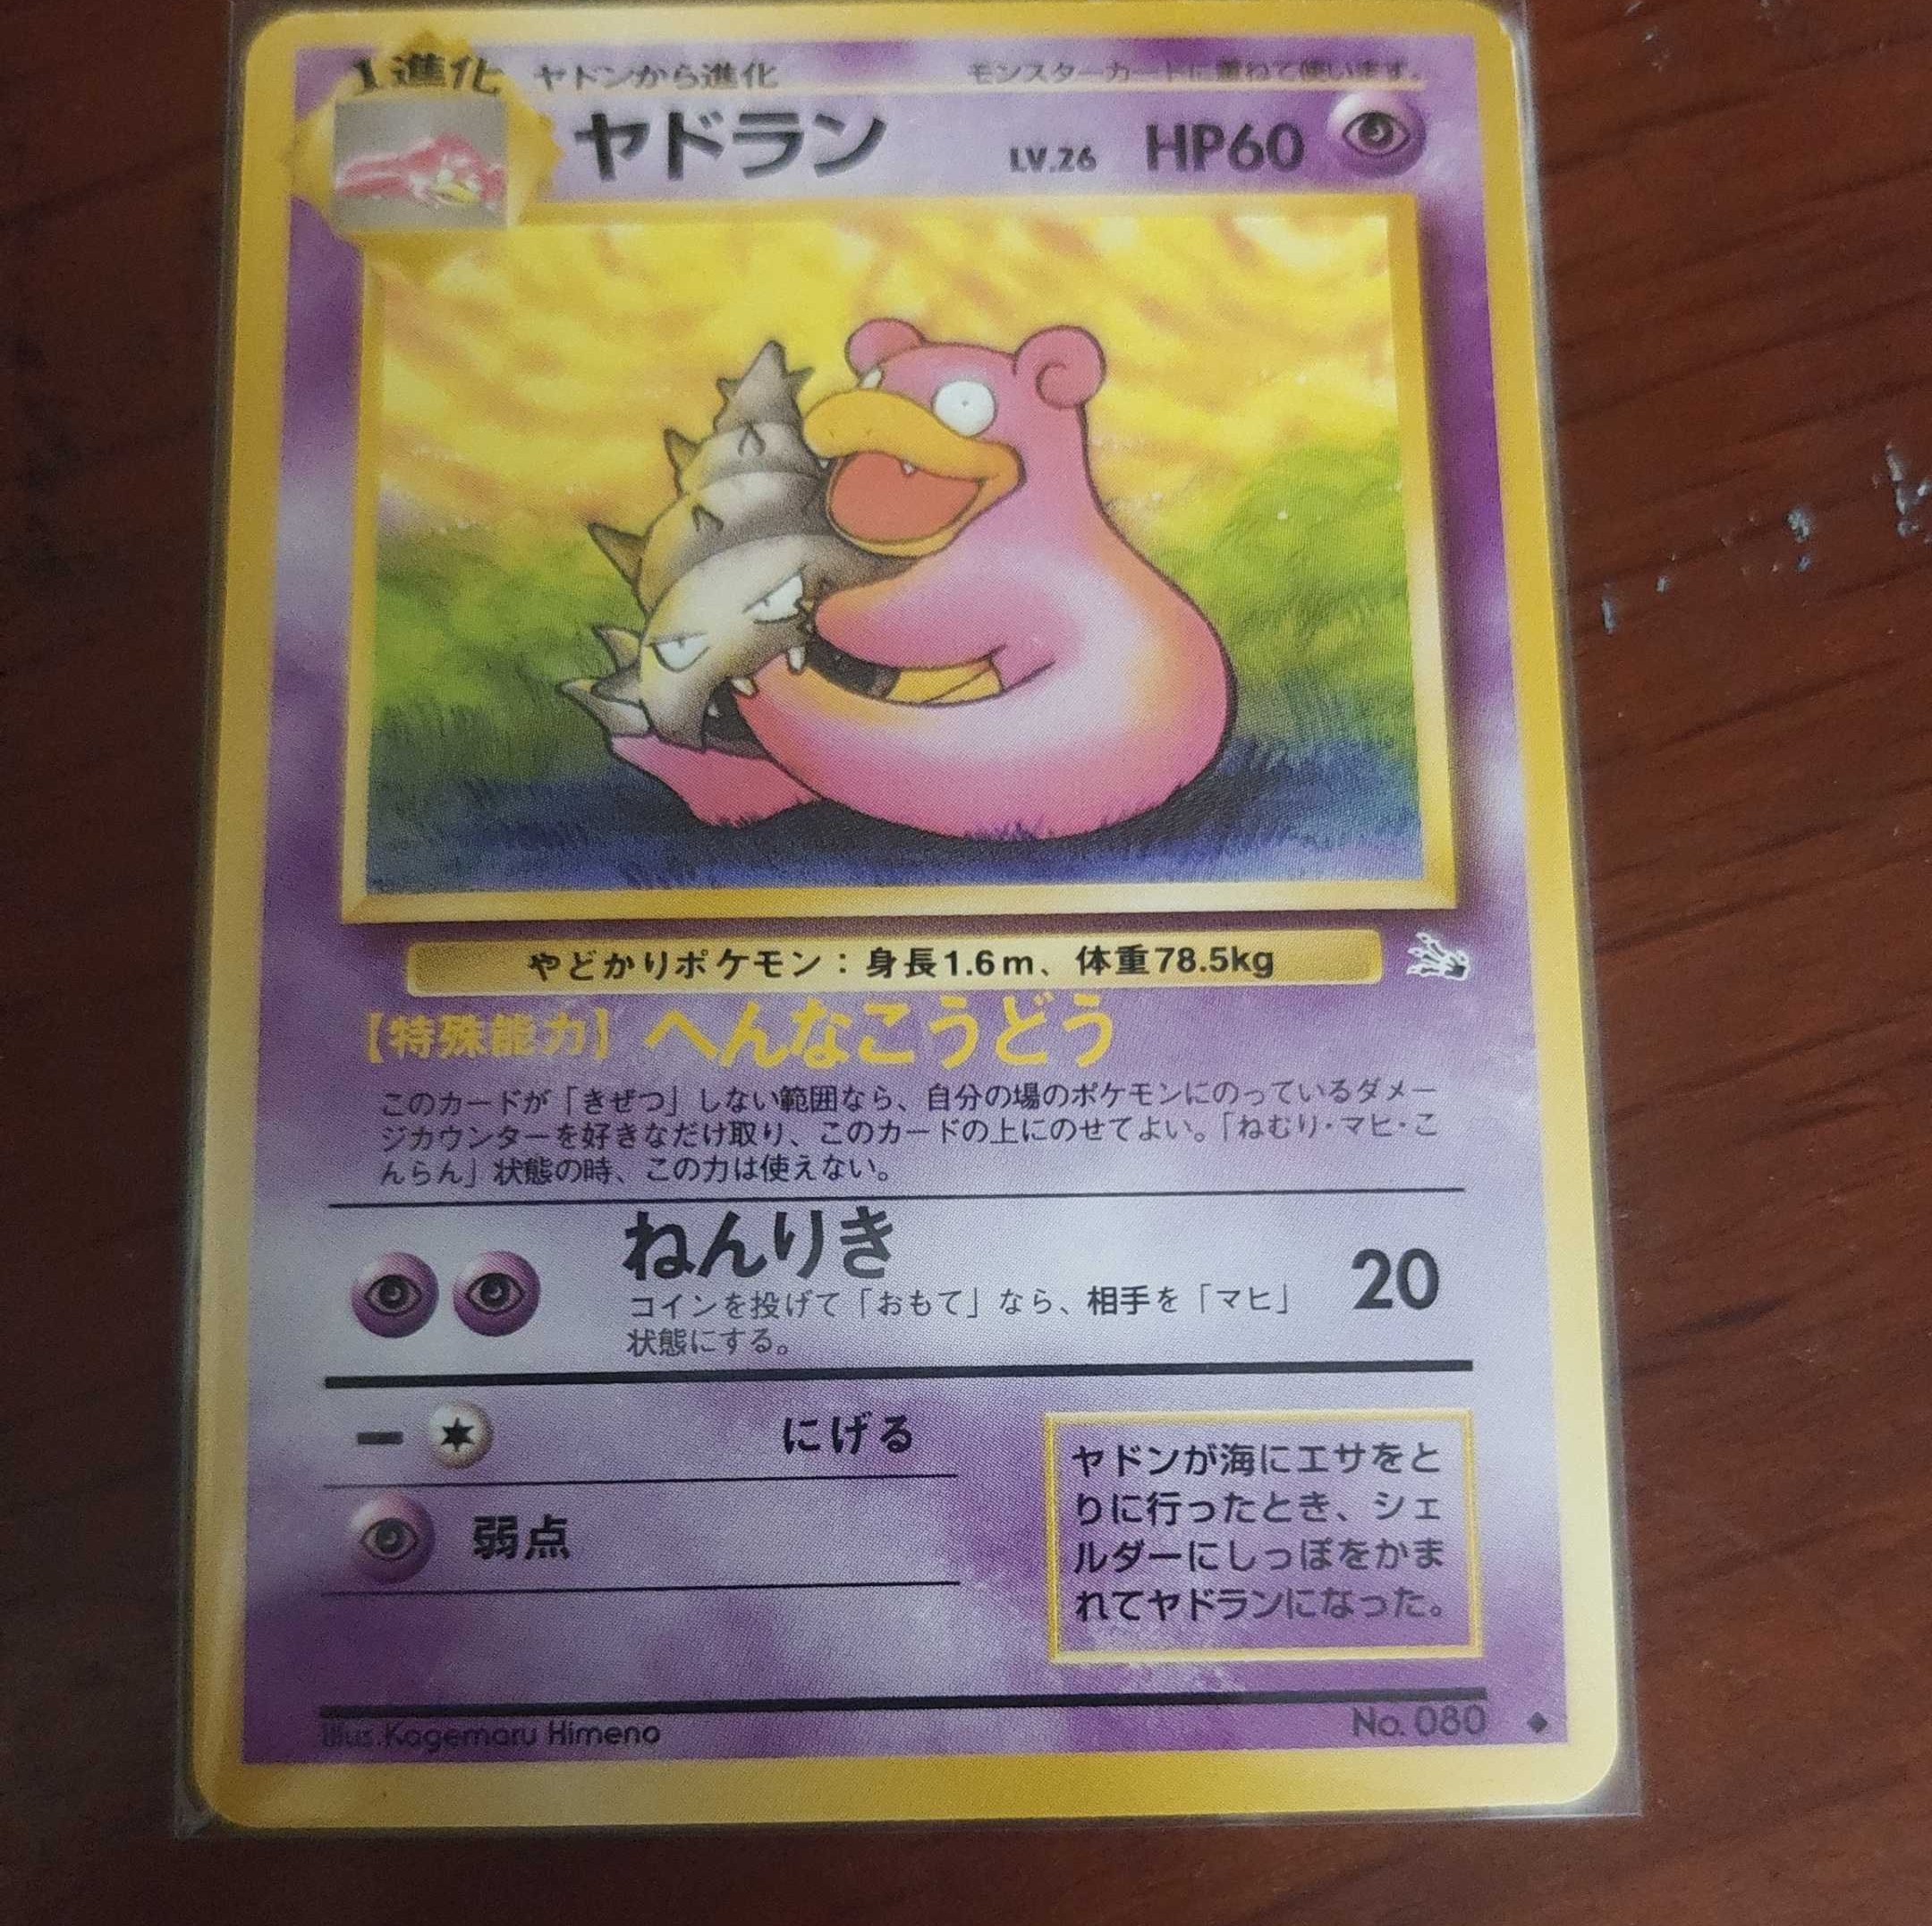 1進化 ヤドンから進化 モンスターカードに重ねて使います。
ヤドラン LV.26 HP60
やどかりポケモン：身長1.6m、体重78.5kg
【特殊能力】へんなこうどう
このカードが「きぜつ」しない範囲なら、自分の場のポケモンにのっているダメー
ジカウンターを好きなだけ取り、このカードの上にのせてよい。「ねむり・マヒ・こ
んらん」状態の時、この力は使えない。
ねんりき 20
コインを投げて「おもて」なら、相手を「マヒ」
状態にする。
ー にげる
弱点
ヤドンが海にエサをと
りに行ったとき、シェ
ルダーにしっぽをかま
れてヤドランになった。
Illus.Kagemaru Himeno No. 080